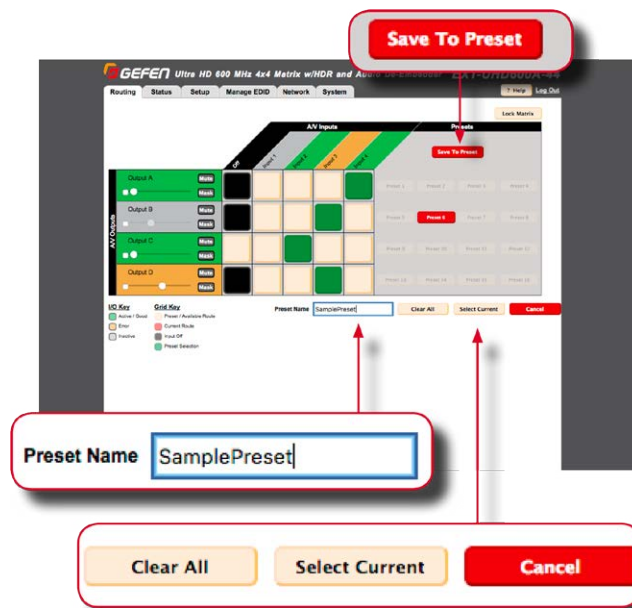 Save To Preset
GEFEN Ultra HD 600 MHz 4x4 Matrix w/HDR and Audio De-Embedder EXT-UHD600A-44
Routing Status Setup Manage EDID Network System ? Help Log Out
Lock Matrix
A/V Inputs Presets
Off Input 1 Input 2 Input 3 Input 4
Save To Preset
A/V Outputs
Output A Mute
Mask
Preset 1 Preset 2 Preset 3 Preset 4
Output B Mute
Mask
Preset 5 Preset 6 Preset 7 Preset 8
Output C Mute
Mask
Preset 9 Preset 10 Preset 11 Preset 12
Output D Mute
Mask
Preset 13 Preset 14 Preset 15 Preset 16
I/O Key Grid Key
Preset Name SamplePreset Clear All Select Current Cancel
Active / Good Preset / Available Route
Error Current Route
Inactive Input Off
Preset Selection
Preset Name SamplePreset
Clear All Select Current Cancel